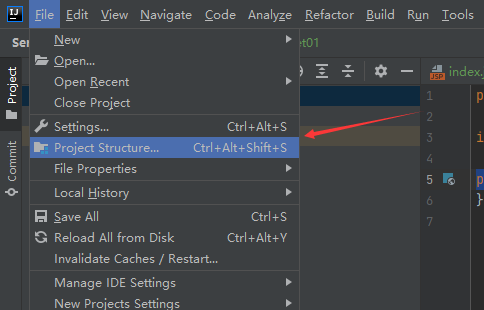 IJ File Edit View Navigate Code Analyze Refactor Build Run Tools
Ser
et01
New
Open...
Open Recent
Close Project
Settings... Ctrl+Alt+S
Project Structure... Ctrl+Alt+Shift+S
File Properties
Local History
Save All Ctrl+S
Reload All from Disk Ctrl+Alt+Y
Invalidate Caches / Restart...
Manage IDE Settings
New Projects Settings
Project
Commit
JSP index.
1 p
2
3 i
4
5 p
6 }
7